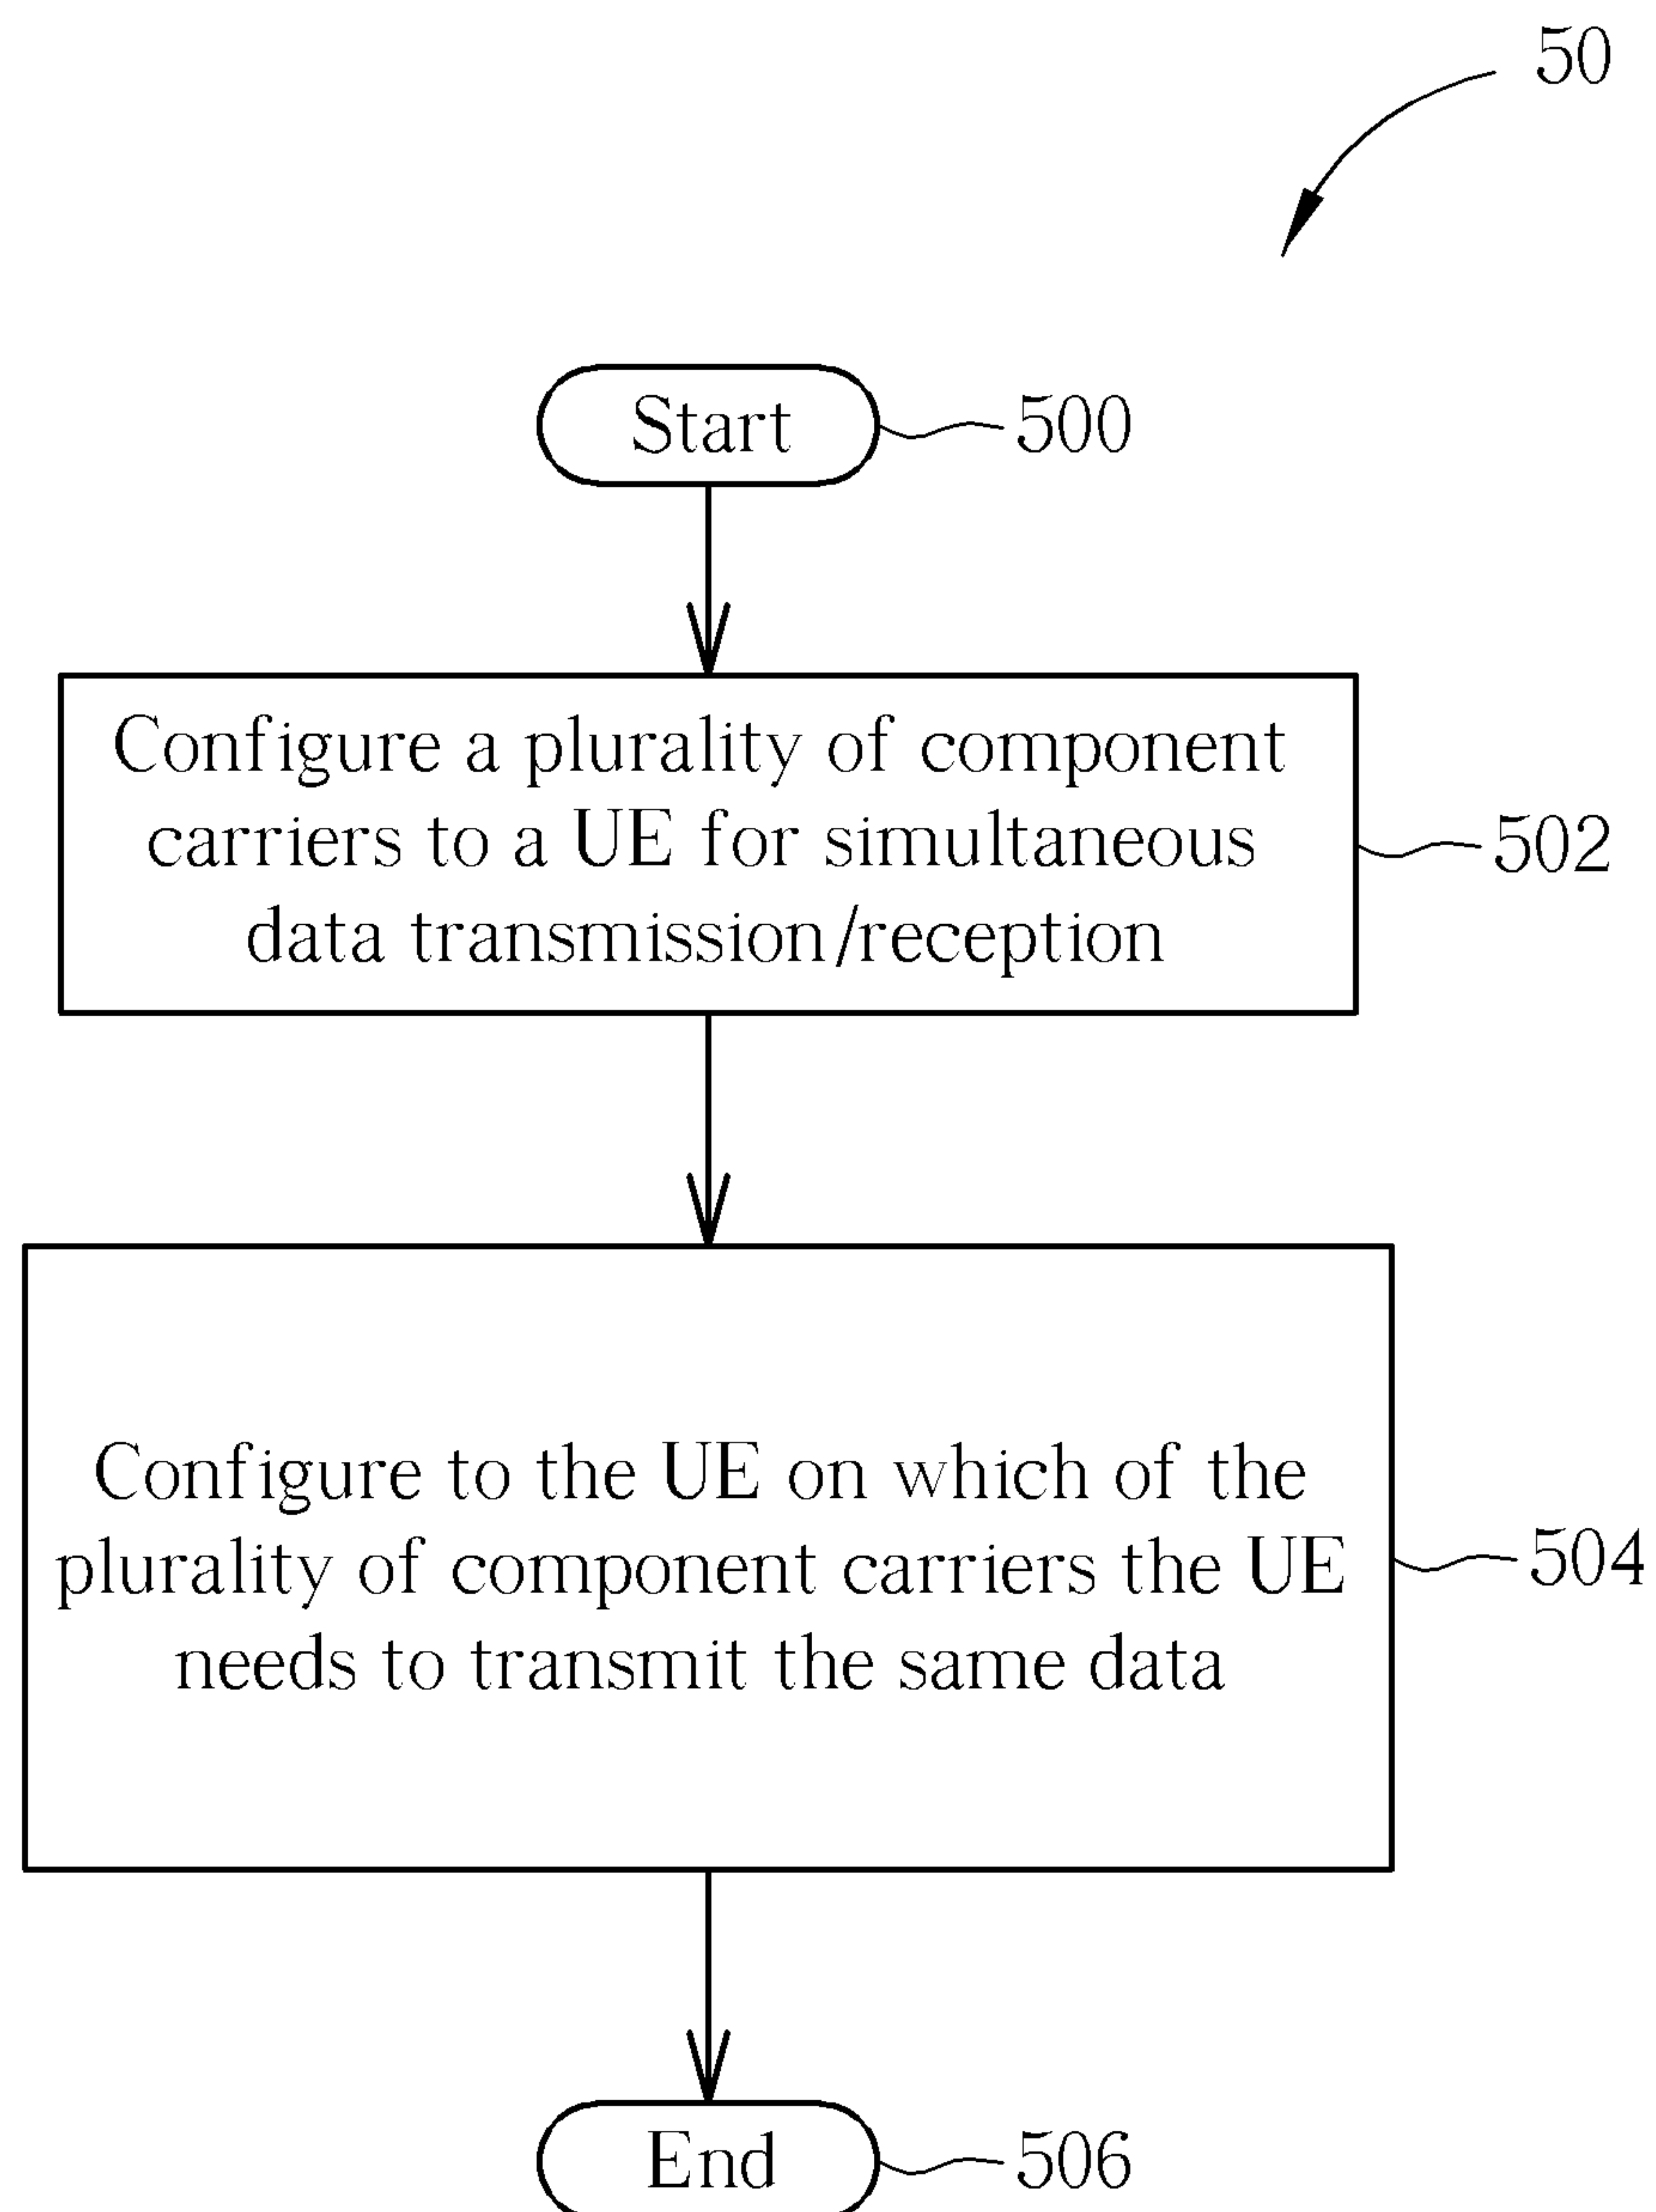 50
Start
500
Configure a plurality of component
carriers to a UE for simultaneous
data transmission/reception
502
Configure to the UE on which of the
plurality of component carriers the UE
needs to transmit the same data
504
End
506